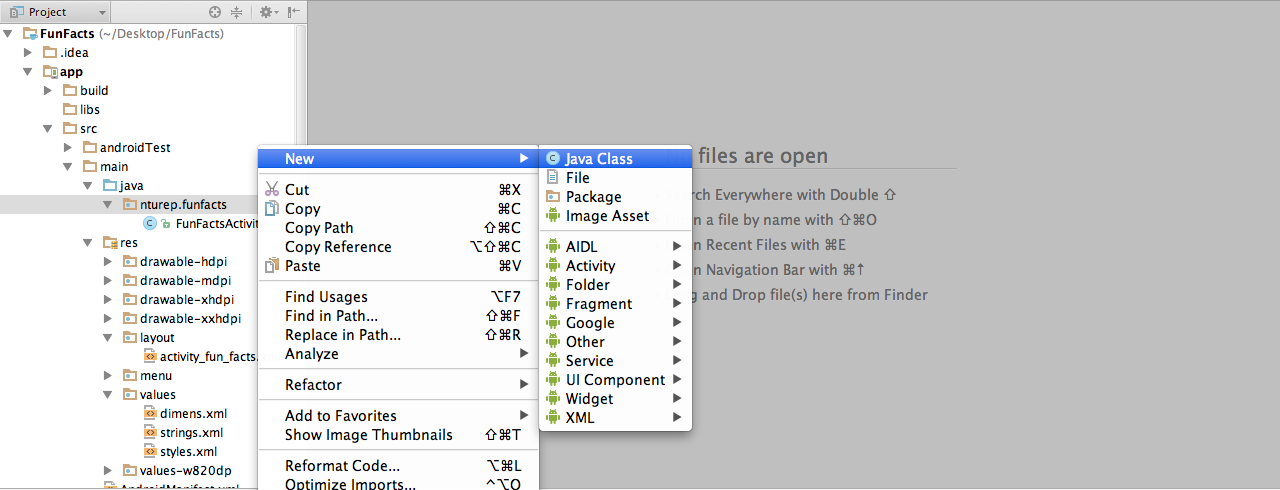 Project
FunFacts (~/Desktop/FunFacts)
.idea
app
build
libs
src
androidTest
main
java
nturep.funfacts
FunFactsActivit
res
drawable-hdpi
drawable-mdpi
drawable-xhdpi
drawable-xxhdpi
layout
activity_fun_facts.xml
menu
values
dimens.xml
strings.xml
styles.xml
values-w820dp
AndroidManifest.xml
New
Cut ⌘X
Copy ⌘C
Copy Path ⇧⌘C
Copy Reference ⌥⇧⌘C
Paste ⌘V
Find Usages ⌥F7
Find in Path... ⇧⌘F
Replace in Path... ⇧⌘R
Analyze
Refactor
Add to Favorites
Show Image Thumbnails ⇧⌘T
Reformat Code... ⌥⌘L
Optimize Imports... ^⌥O
Java Class
File
Package
Image Asset
AIDL
Activity
Folder
Fragment
Google
Other
Service
UI Component
Widget
XML
files are open
Everywhere with Double ⇧
a file by name with ⇧⌘O
Recent Files with ⌘E
Navigation Bar with ⌘↑
and Drop file(s) here from Finder